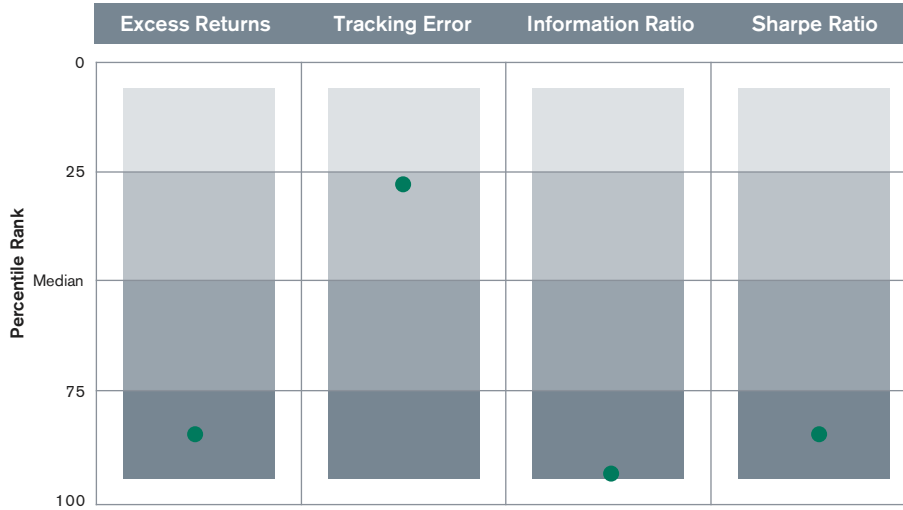 Excess Returns
Tracking Error
Information Ratio
Sharpe Ratio
0
25
Median
75
100
Percentile Rank